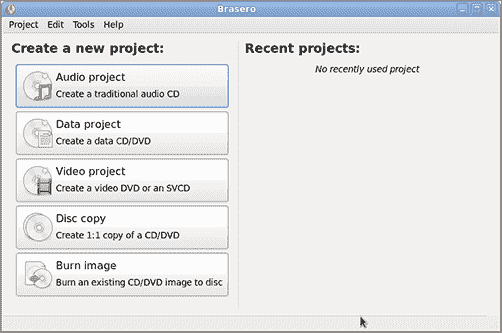 Brasero
Project Edit Tools Help
Create a new project:
Audio project
Create a traditional audio CD
Data project
Create a data CD/DVD
Video project
Create a video DVD or an SVCD
Disc copy
Create 1:1 copy of a CD/DVD
Burn image
Burn an existing CD/DVD image to disc
Recent projects:
No recently used project